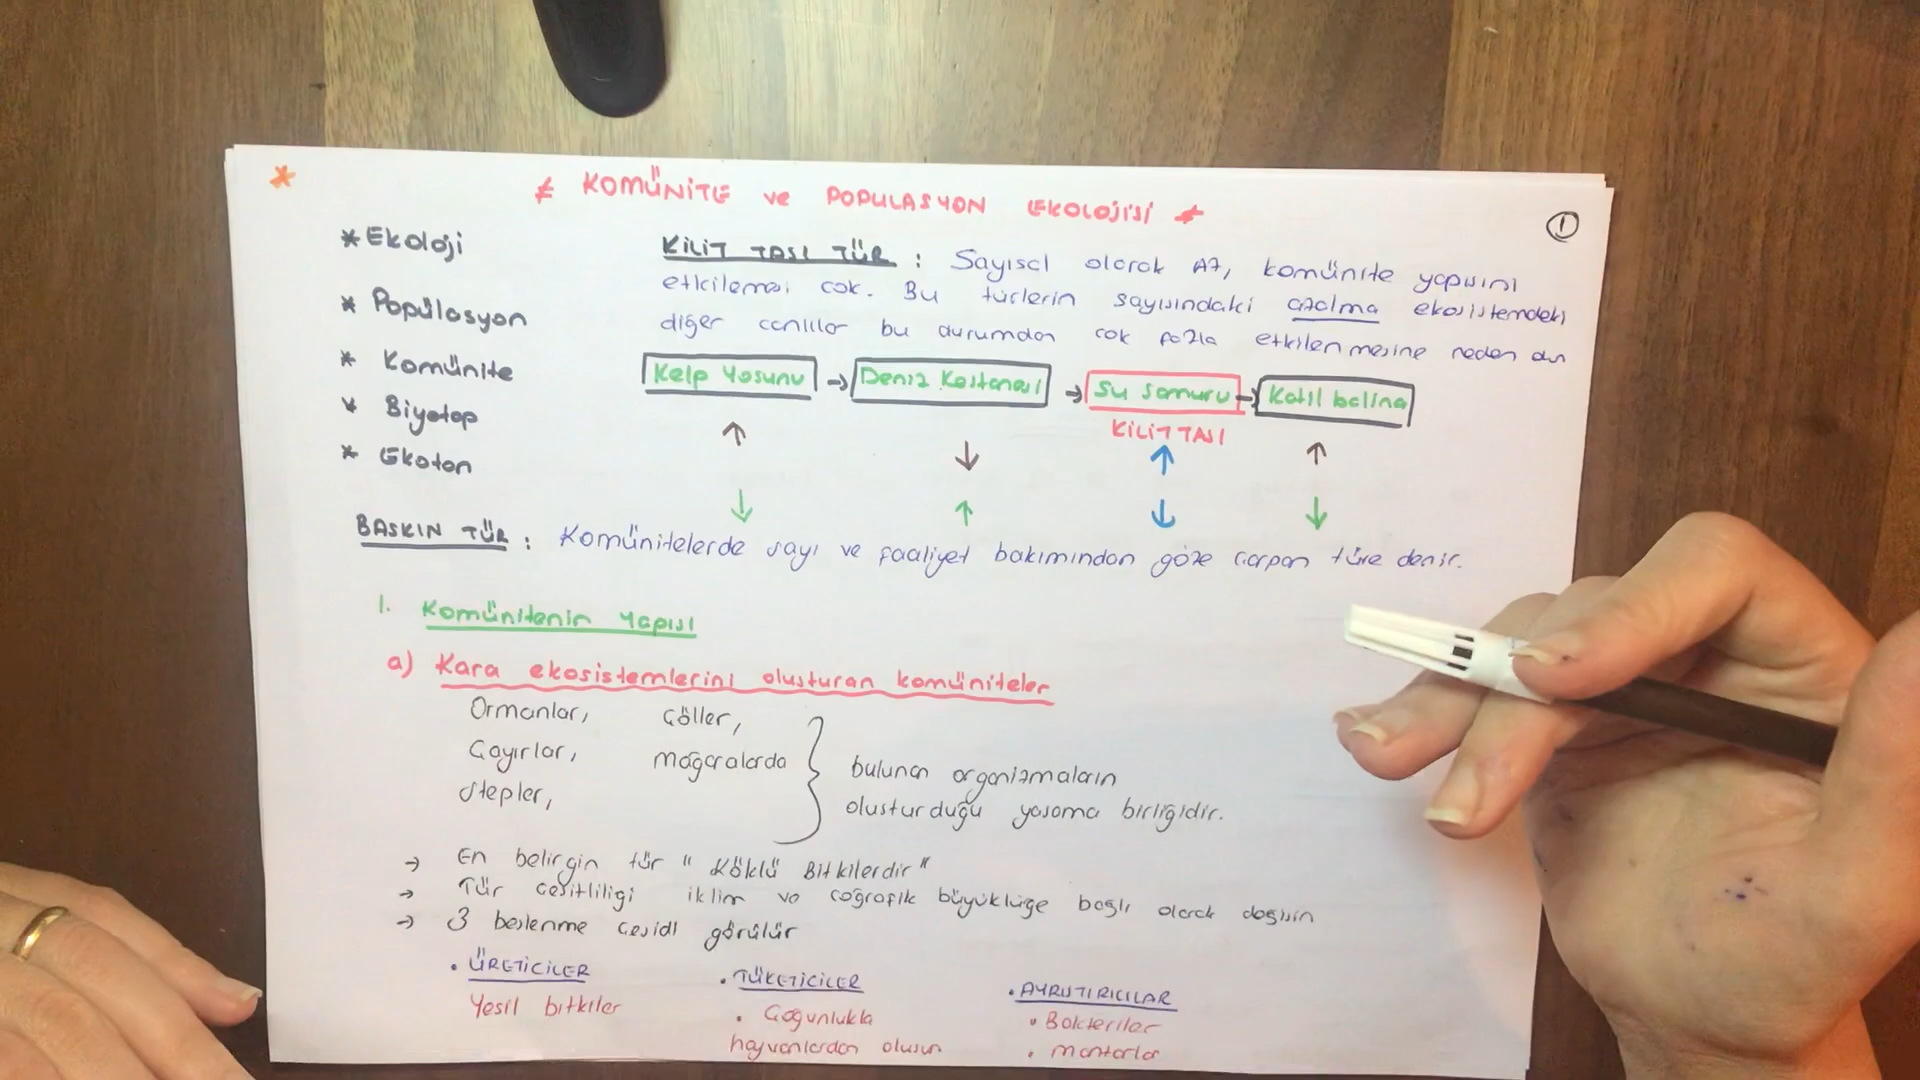 * KOMÜNİTE ve POPULASYON EKOLOJİSİ *
1
* Ekoloji
* Popülasyon
* Komünite
* Biyotop
* Ekoton
KİLİT TAŞI TÜR : Sayısal olarak AZ, komünite yapısını
etkilemesi çok. Bu türlerin sayısındaki azalma ekosistemdeki
diğer canlılar bu durumdan çok fazla etkilenmesine neden olur
Kelp Yosunu → Deniz Kestanesi → Su Samuru → Katil balina
KİLİT TAŞI
↑ ↓ ↑ ↑
↓ ↑ ↓ ↓
BASKIN TÜR : Komünitelerde sayı ve faaliyet bakımından göze çarpan türe denir.
1. Komünitenin Yapısı
a) Kara ekosistemlerini oluşturan komüniteler
Ormanlar, Göller,
Çayırlar, mağaralarda
Stepler,
bulunan organizmaların
oluşturduğu yaşama birliğidir.
→ En belirgin tür " Köklü Bitkilerdir "
→ Tür çeşitliliği iklim ve coğrafik büyüklüğe bağlı olarak değişir
→ 3 beslenme çeşidi görülür
• ÜRETİCİLER
Yeşil bitkiler
• TÜKETİCİLER
• Çoğunlukla
hayvanlardan oluşur
• AYRIŞTIRICILAR
• Bakteriler
• Mantarlar